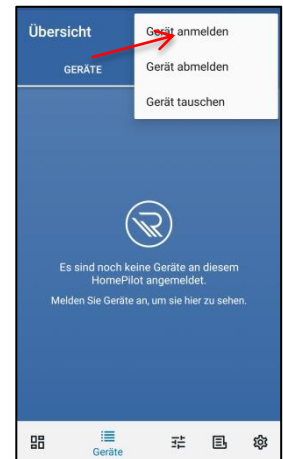 Übersicht
Gerät anmelden
GERÄTE
Gerät abmelden
Gerät tauschen
Es sind noch keine Geräte an diesem
HomePilot angemeldet.
Melden Sie Geräte an, um sie hier zu sehen.
Geräte